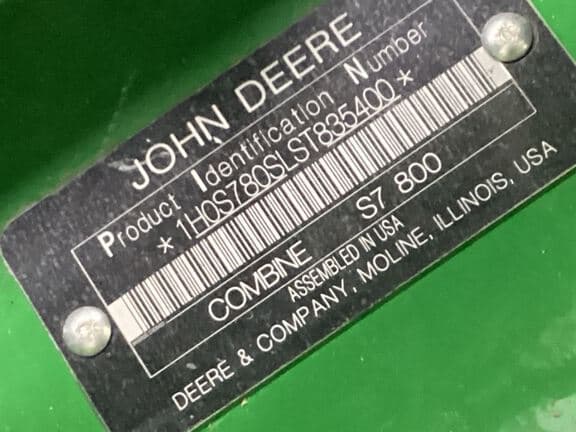 JOHN DEERE
Product Identification Number
*1H0S780SLST835400*
COMBINE S7 800
ASSEMBLED IN USA
DEERE & COMPANY, MOLINE, ILLINOIS, USA